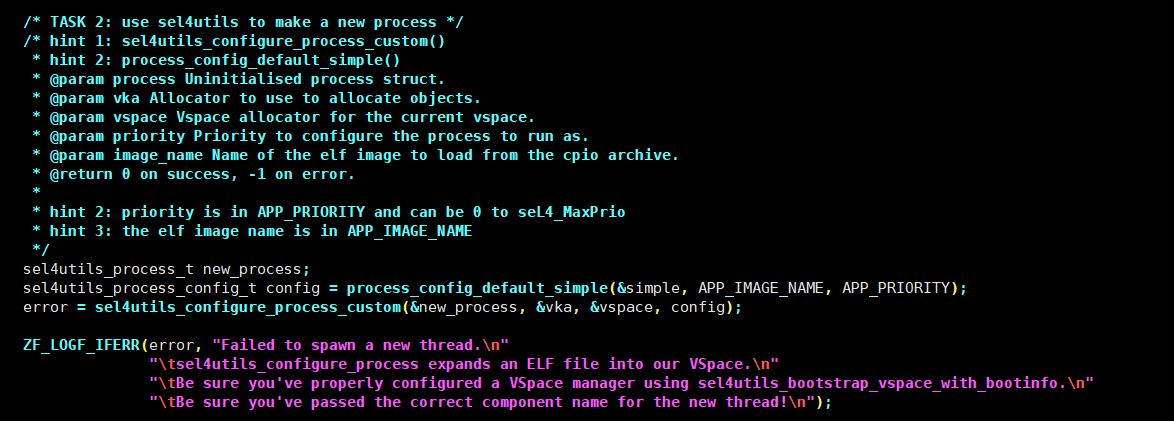 /* TASK 2: use sel4utils to make a new process */
/* hint 1: sel4utils_configure_process_custom()
 * hint 2: process_config_default_simple()
 * @param process Uninitialised process struct.
 * @param vka Allocator to use to allocate objects.
 * @param vspace Vspace allocator for the current vspace.
 * @param priority Priority to configure the process to run as.
 * @param image_name Name of the elf image to load from the cpio archive.
 * @return 0 on success, -1 on error.
 *
 * hint 2: priority is in APP_PRIORITY and can be 0 to seL4_MaxPrio
 * hint 3: the elf image name is in APP_IMAGE_NAME
 */
sel4utils_process_t new_process;
sel4utils_process_config_t config = process_config_default_simple(&simple, APP_IMAGE_NAME, APP_PRIORITY);
error = sel4utils_configure_process_custom(&new_process, &vka, &vspace, config);
ZF_LOGF_IFERR(error, "Failed to spawn a new thread.\n"
"\tsel4utils_configure_process expands an ELF file into our VSpace.\n"
"\tBe sure you've properly configured a VSpace manager using sel4utils_bootstrap_vspace_with_bootinfo.\n"
"\tBe sure you've passed the correct component name for the new thread!\n");